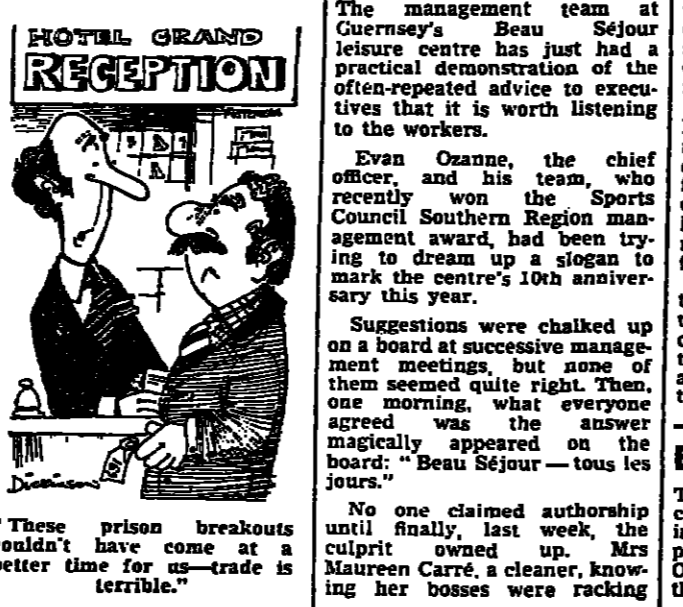 HOTEL GRAND
RECEPTION
Dickinson
These prison breakouts
couldn't have come at a
better time for us—trade is
terrible."
The management team at
Guernsey's Beau Séjour
leisure centre has just had a
practical demonstration of the
often-repeated advice to execu-
tives that it is worth listening
to the workers.
Evan Ozanne, the chief
officer, and his team, who
recently won the Sports
Council Southern Region man-
agement award, had been try-
ing to dream up a slogan to
mark the centre's 10th anniver-
sary this year.
Suggestions were chalked up
on a board at successive manage-
ment meetings, but none of
them seemed quite right. Then,
one morning, what everyone
agreed was the answer
magically appeared on the
board: "Beau Séjour — tous les
jours."
No one claimed authorship
until finally, last week, the
culprit owned up. Mrs
Maureen Carré, a cleaner, know-
ing her bosses were racking